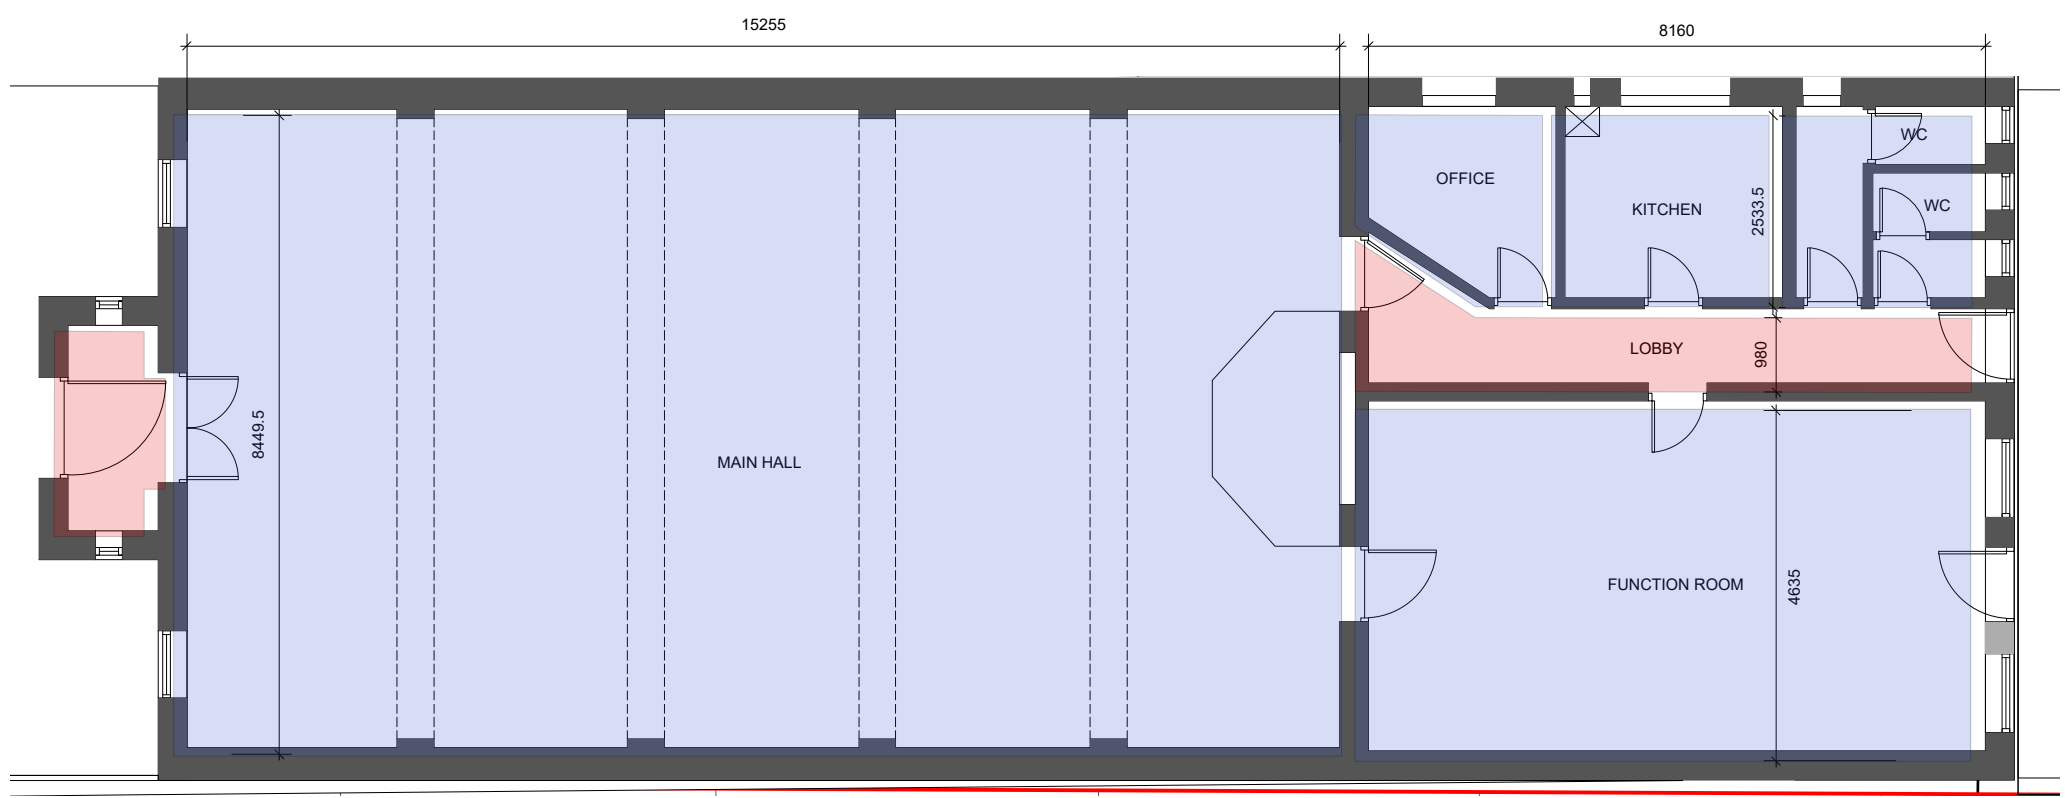 15255
8160
WC
OFFICE
KITCHEN
2533.5
WC
LOBBY
980
8449.5
MAIN HALL
FUNCTION ROOM
4635